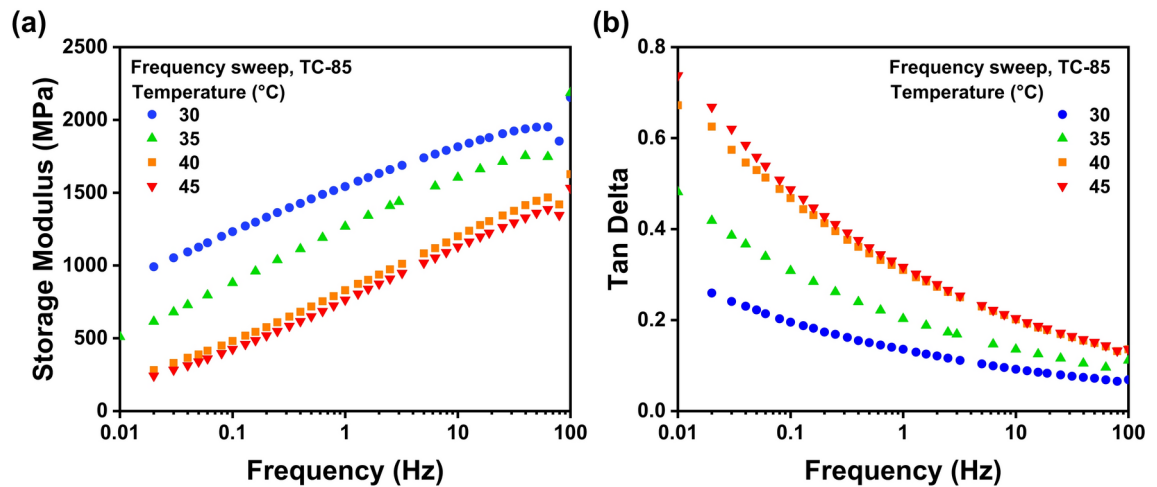 (a)
2500
2000
1500
1000
500
0
Storage Modulus (MPa)
Frequency sweep, TC-85
Temperature (°C)
30
35
40
45
0.01
0.1
1
10
100
Frequency (Hz)
(b)
0.8
0.6
0.4
0.2
0.0
Tan Delta
Frequency sweep, TC-85
Temperature (°C)
30
35
40
45
0.01
0.1
1
10
100
Frequency (Hz)